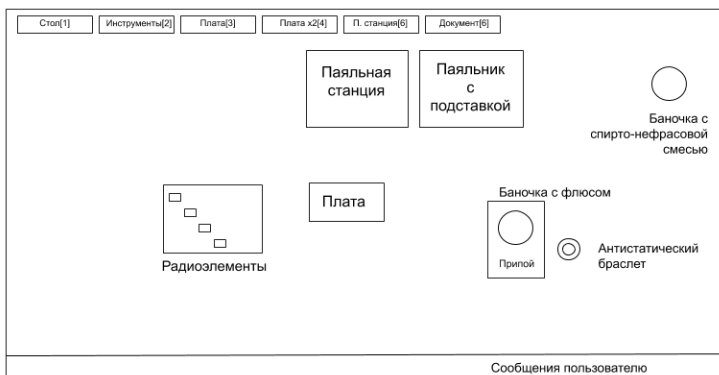 Стол[1]
Инструменты[2]
Плата[3]
Плата x2[4]
П. станция[6]
Документ[6]
Паяльная
станция
Паяльник
с
подставкой
Баночка с
спирто-нефрасовой
смесью
Плата
Баночка с флюсом
Припой
Антистатический
браслет
Радиоэлементы
Сообщения пользователю